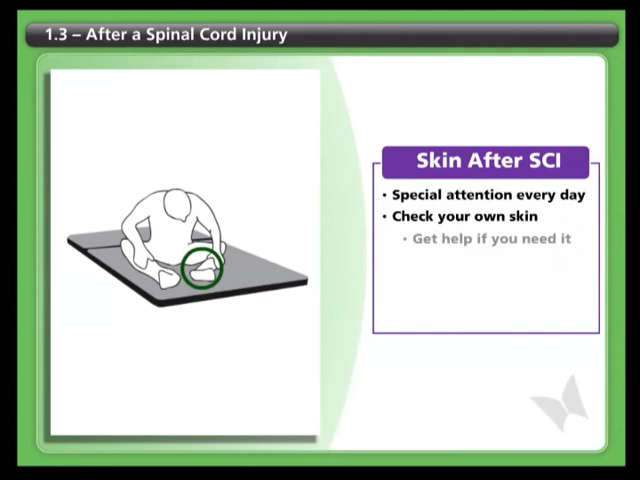 1.3 – After a Spinal Cord Injury
Skin After SCI
• Special attention every day
• Check your own skin
• Get help if you need it